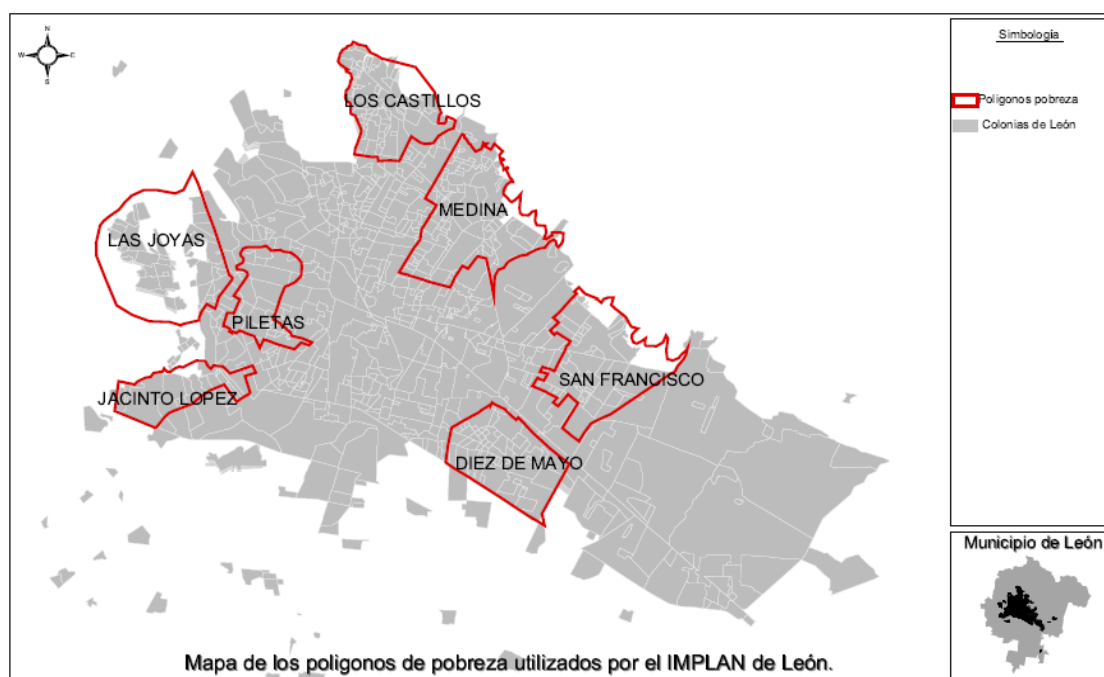 N
W E
S
LOS CASTILLOS
MEDINA
LAS JOYAS
PILETAS
SAN FRANCISCO
JACINTO LOPEZ
DIEZ DE MAYO
Mapa de los poligonos de pobreza utilizados por el IMPLAN de León.
Simbología
Polígonos pobreza
Colonias de León
Municipio de León